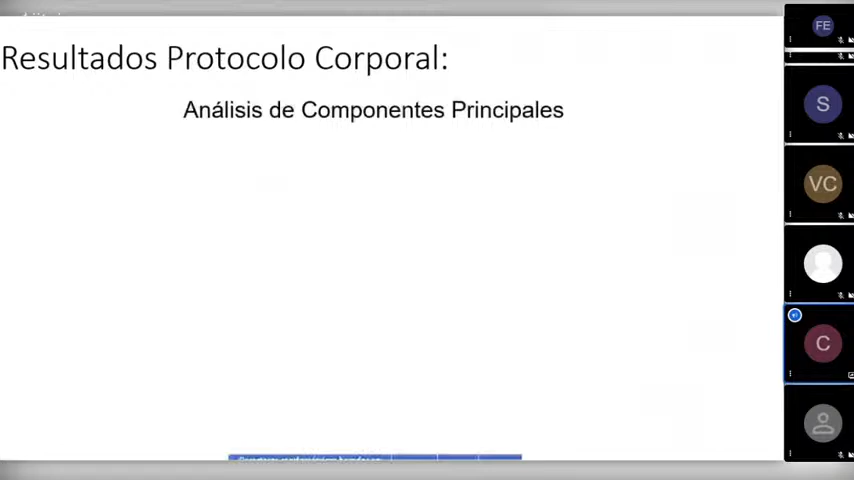 Resultados Protocolo Corporal:
Análisis de Componentes Principales
FE
S
VC
C